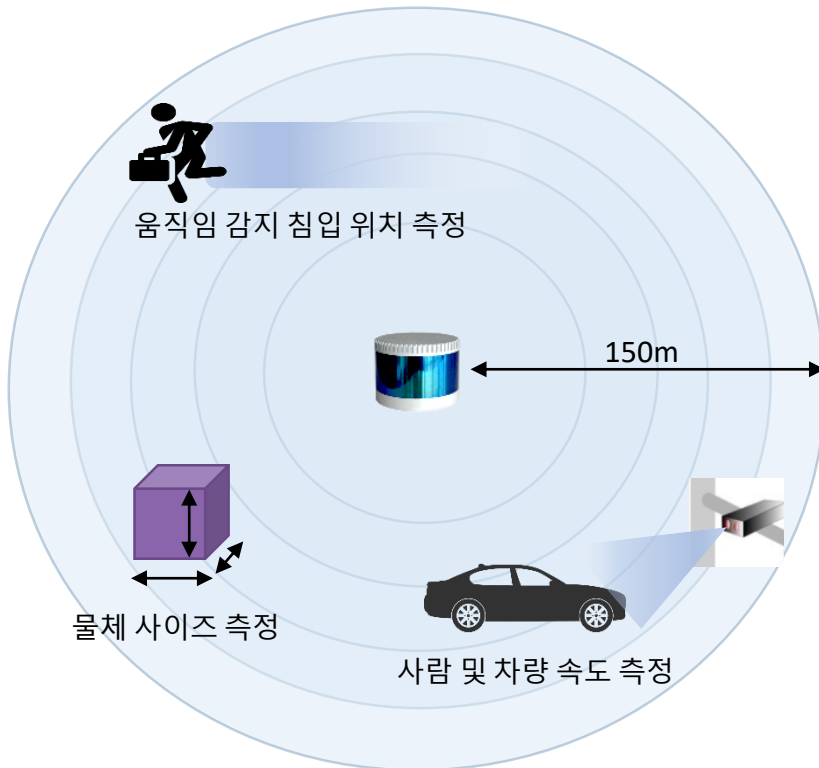 움직임 감지 침입 위치 측정
150m
물체 사이즈 측정
사람 및 차량 속도 측정